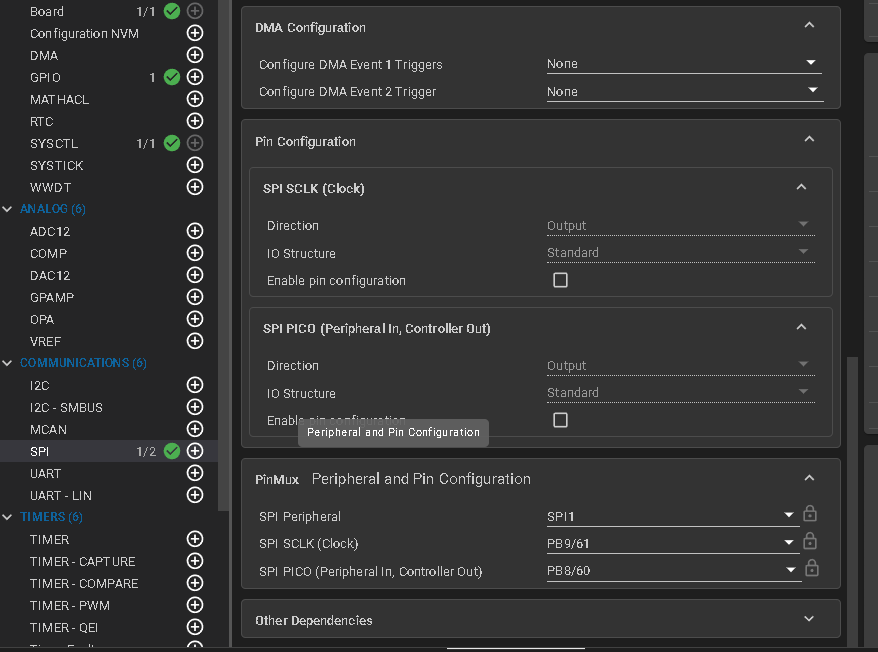 Board 1/1
Configuration NVM
DMA
GPIO 1
MATHACL
RTC
SYSCTL 1/1
SYSTICK
WWDT
ANALOG (6)
ADC12
COMP
DAC12
GPAMP
OPA
VREF
COMMUNICATIONS (6)
I2C
I2C - SMBUS
MCAN
SPI 1/2
UART
UART - LIN
TIMERS (6)
TIMER
TIMER - CAPTURE
TIMER - COMPARE
TIMER - PWM
TIMER - QEI
DMA Configuration
Configure DMA Event 1 Triggers None
Configure DMA Event 2 Trigger None
Pin Configuration
SPI SCLK (Clock)
Direction Output
IO Structure Standard
Enable pin configuration
SPI PICO (Peripheral In, Controller Out)
Direction Output
IO Structure Standard
Enable pin configuration
Peripheral and Pin Configuration
PinMux Peripheral and Pin Configuration
SPI Peripheral SPI1
SPI SCLK (Clock) PB9/61
SPI PICO (Peripheral In, Controller Out) PB8/60
Other Dependencies